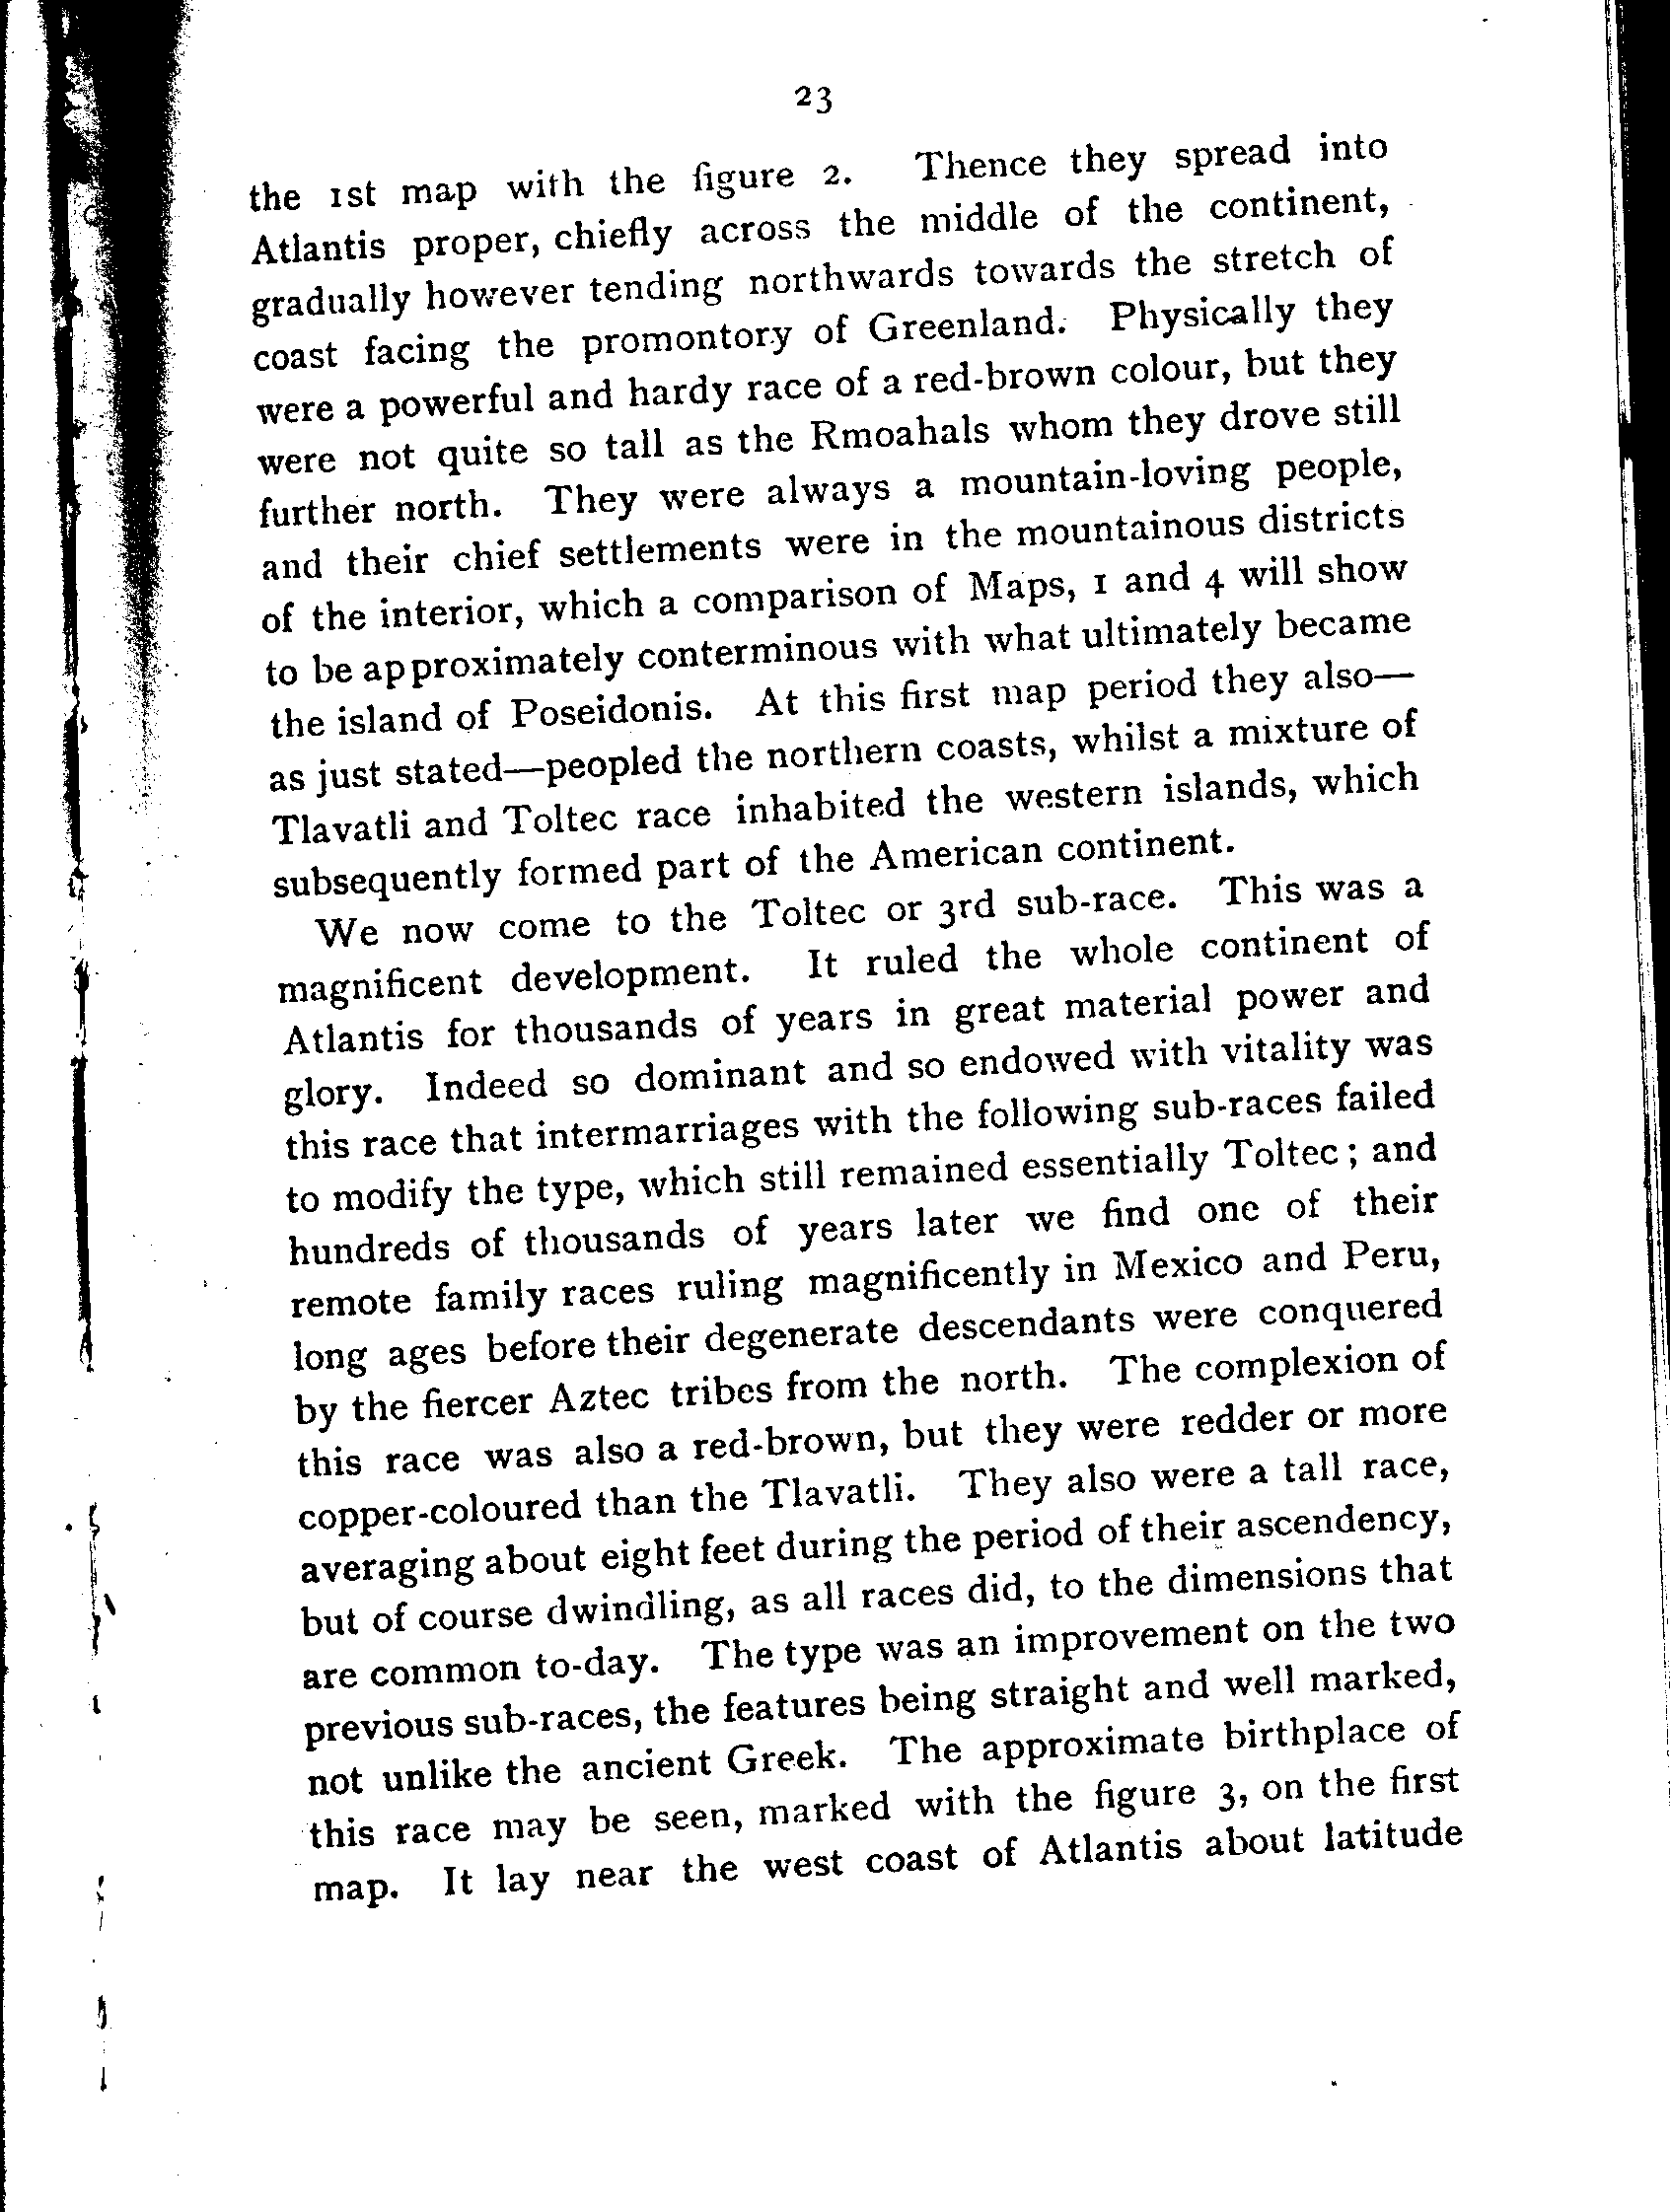 23
the 1st map with the figure 2. Thence they spread into
Atlantis proper, chiefly across the middle of the continent,
gradually however tending northwards towards the stretch of
coast facing the promontory of Greenland. Physically they
were a powerful and hardy race of a red-brown colour, but they
were not quite so tall as the Rmoahals whom they drove still
further north. They were always a mountain-loving people,
and their chief settlements were in the mountainous districts
of the interior, which a comparison of Maps, 1 and 4 will show
to be approximately conterminous with what ultimately became
the island of Poseidonis. At this first map period they also—
as just stated—peopled the northern coasts, whilst a mixture of
Tlavatli and Toltec race inhabited the western islands, which
subsequently formed part of the American continent.
We now come to the Toltec or 3rd sub-race. This was a
magnificent development. It ruled the whole continent of
Atlantis for thousands of years in great material power and
glory. Indeed so dominant and so endowed with vitality was
this race that intermarriages with the following sub-races failed
to modify the type, which still remained essentially Toltec; and
hundreds of thousands of years later we find one of their
remote family races ruling magnificently in Mexico and Peru,
long ages before their degenerate descendants were conquered
by the fiercer Aztec tribes from the north. The complexion of
this race was also a red-brown, but they were redder or more
copper-coloured than the Tlavatli. They also were a tall race,
averaging about eight feet during the period of their ascendency,
but of course dwindling, as all races did, to the dimensions that
are common to-day. The type was an improvement on the two
previous sub-races, the features being straight and well marked,
not unlike the ancient Greek. The approximate birthplace of
this race may be seen, marked with the figure 3, on the first
map. It lay near the west coast of Atlantis about latitude